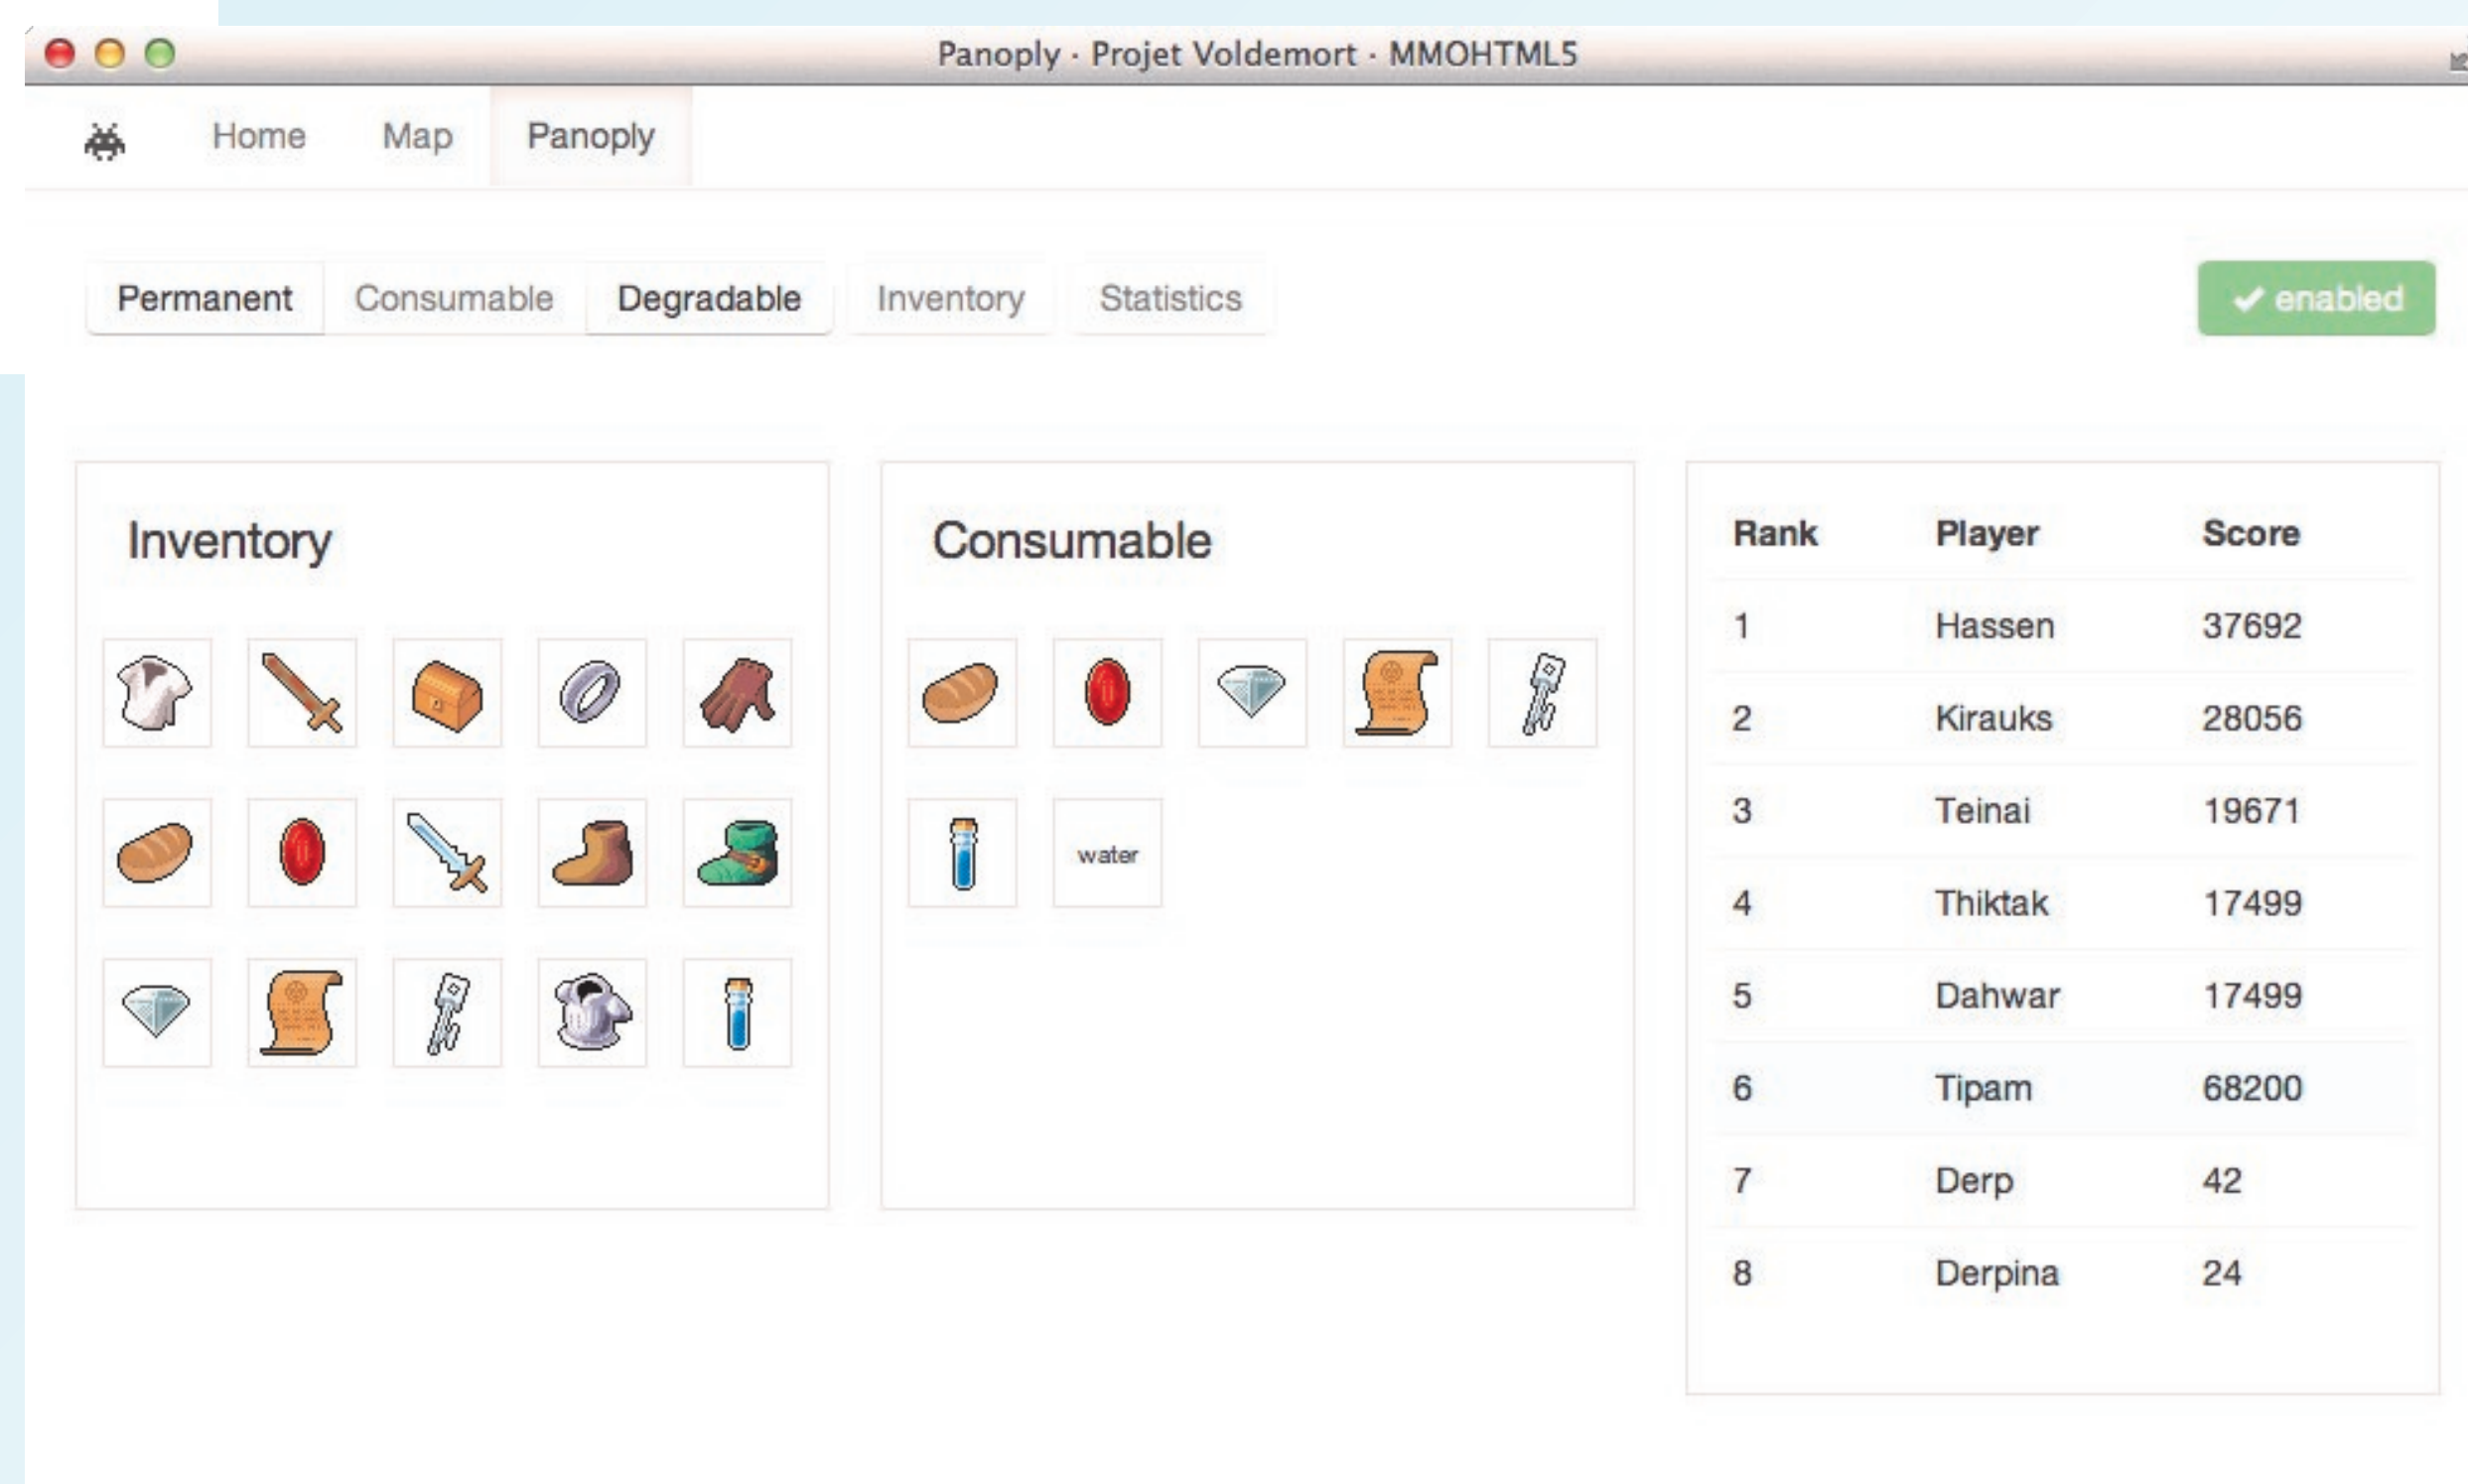 Panoply · Projet Voldemort · MMOHTML5
Home Map Panoply
Permanent Consumable Degradable Inventory Statistics enabled
Inventory
Consumable
water
Rank Player Score
1 Hassen 37692
2 Kirauks 28056
3 Teinai 19671
4 Thiktak 17499
5 Dahwar 17499
6 Tipam 68200
7 Derp 42
8 Derpina 24